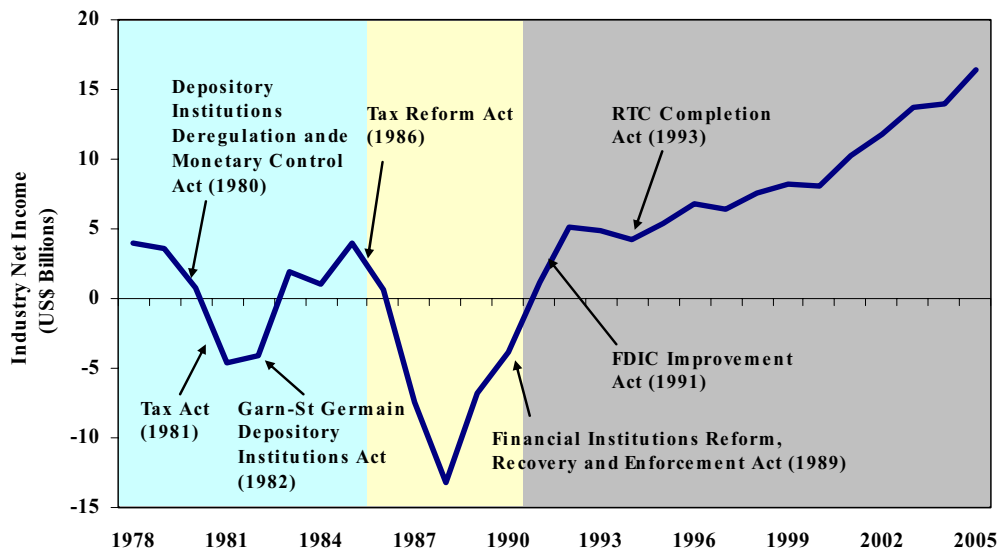 20
15
10
5
0
-5
-10
-15
Industry Net Income
(US$ Billions)
Depository
Institutions
Deregulation ande
Monetary Control
Act (1980)
Tax Reform Act
(1986)
RTC Completion
Act (1993)
Tax Act
(1981)
Garn-St Germain
Depository
Institutions Act
(1982)
FDIC Improvement
Act (1991)
Financial Institutions Reform,
Recovery and Enforcement Act (1989)
1978 1981 1984 1987 1990 1993 1996 1999 2002 2005